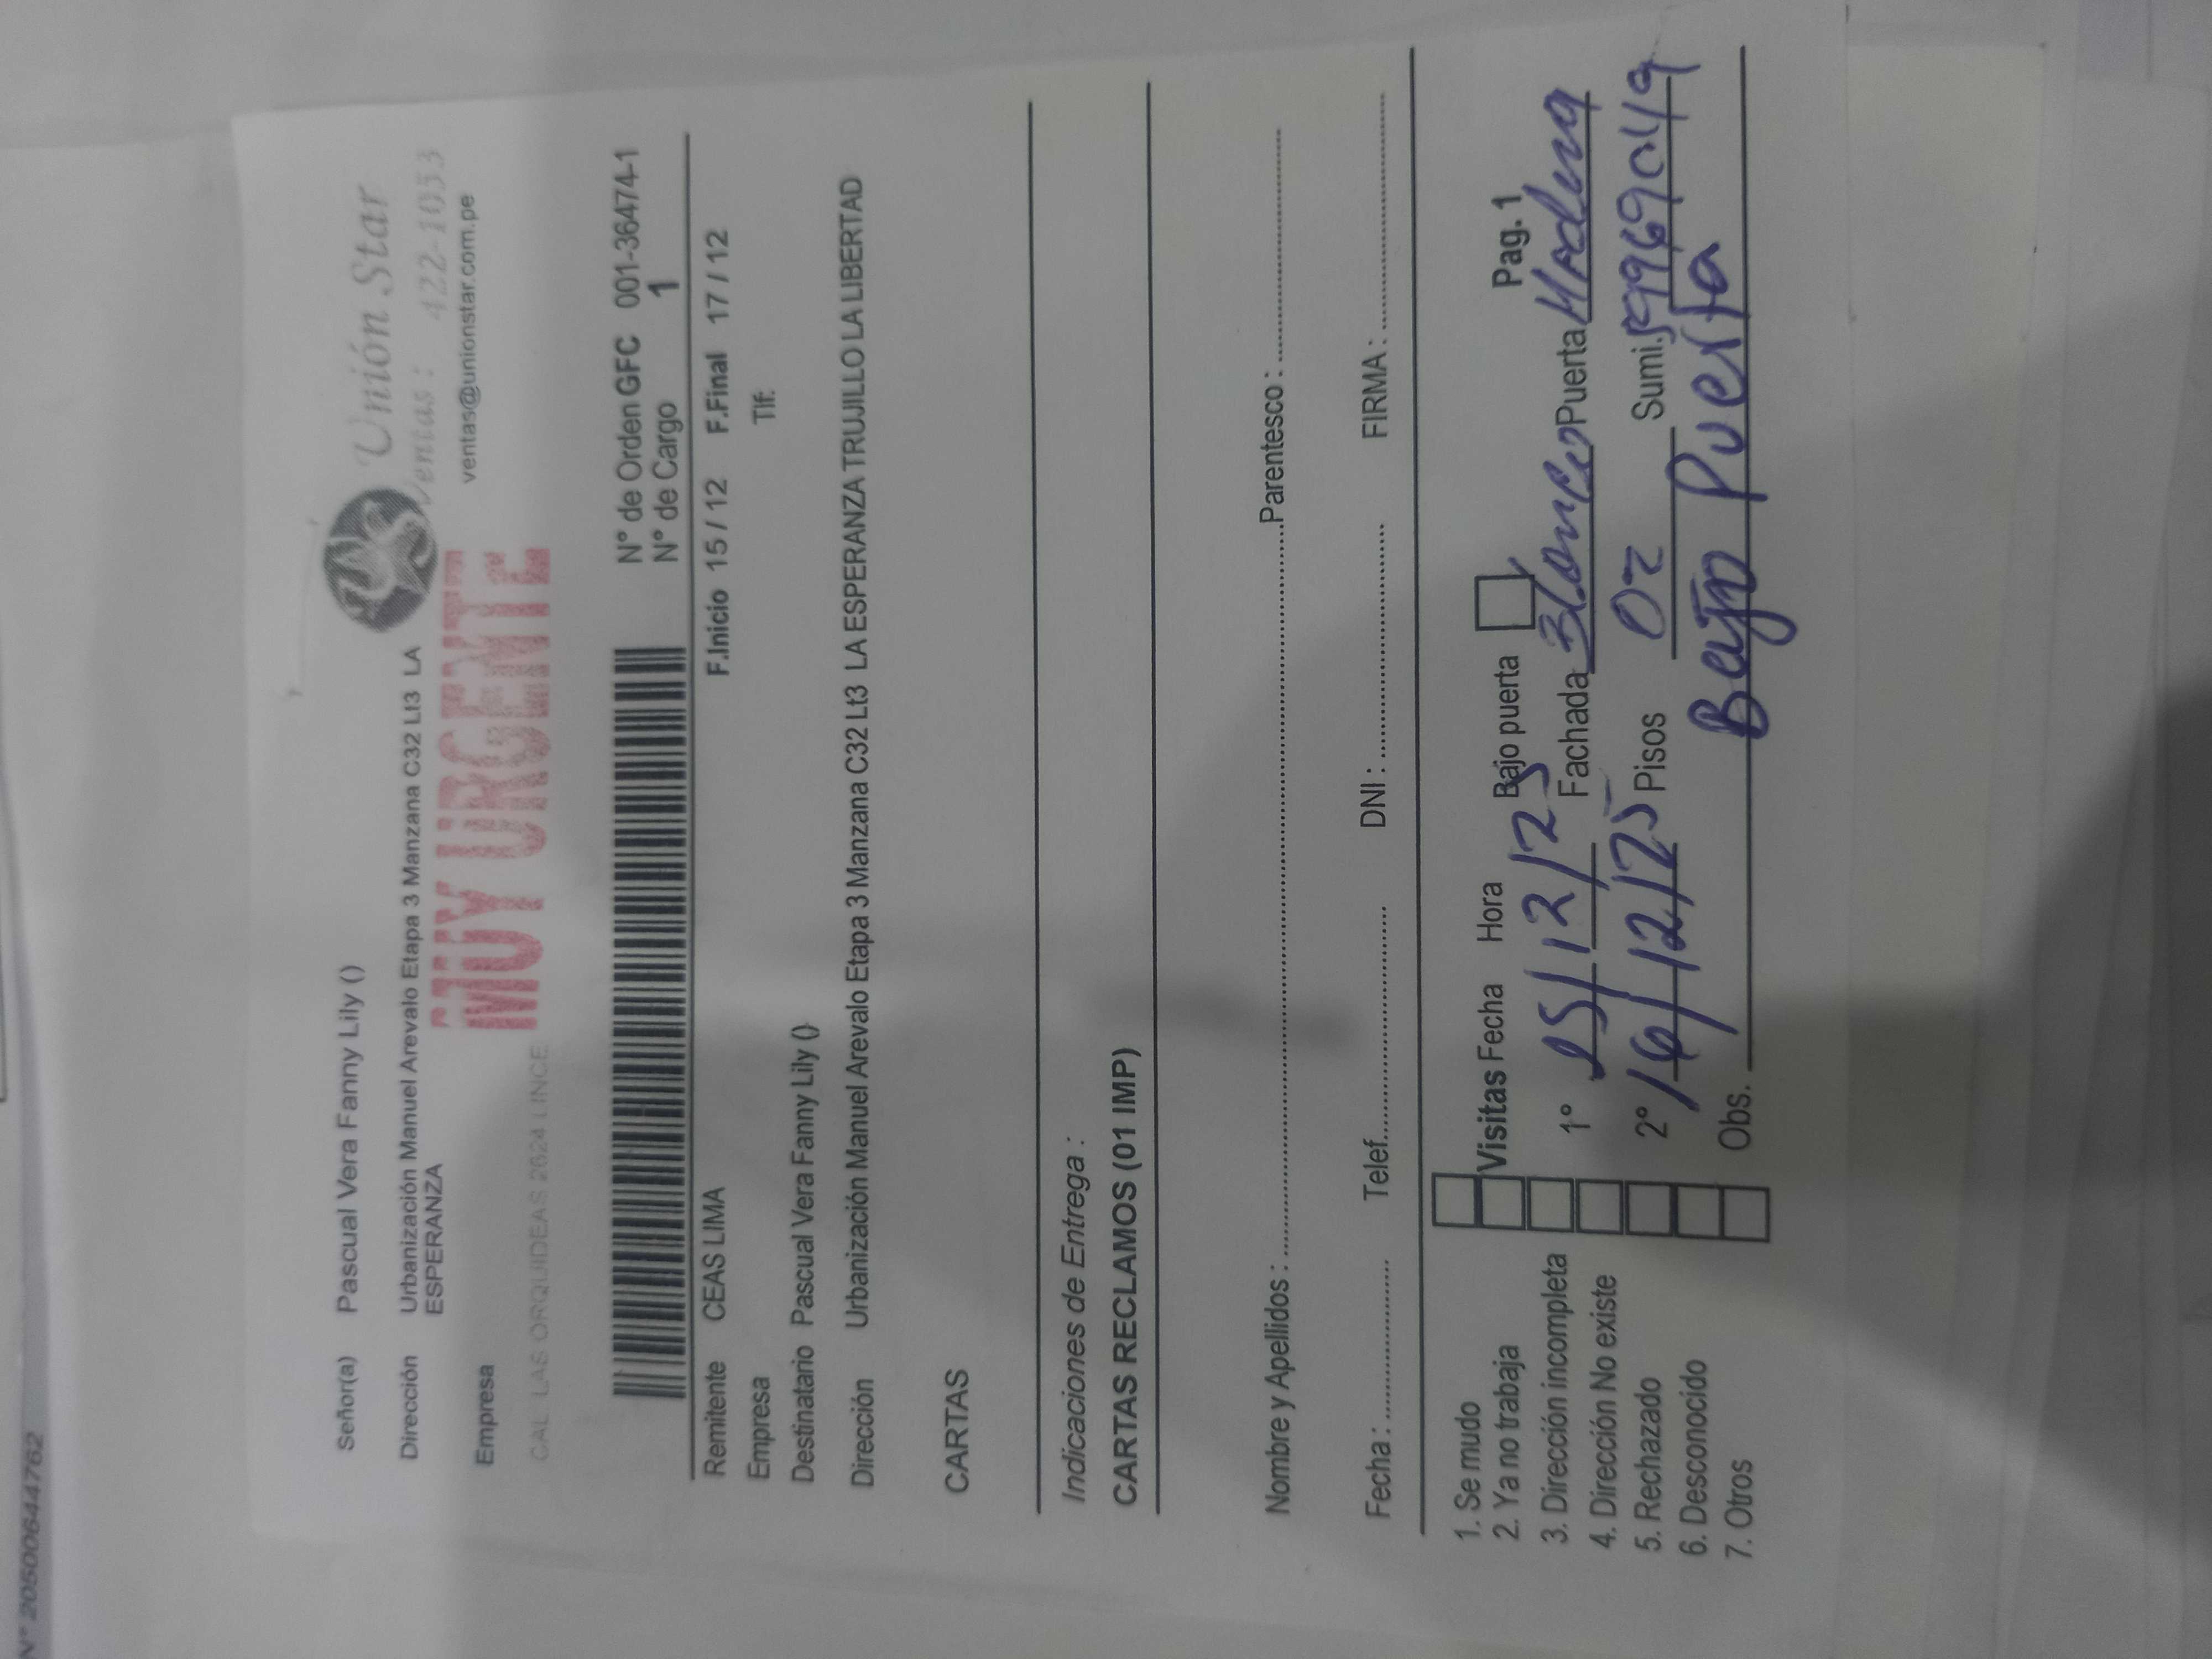 N° 20500644762
Unión Star
Ventas : 422-1053
ventas@unionstar.com.pe
Señor(a) Pascual Vera Fanny Lily ()
Dirección Urbanización Manuel Arevalo Etapa 3 Manzana C32 Lt3 LA
ESPERANZA
MUY URGENTE
Empresa
CAL LAS ORQUIDEAS 2624 LINCE
N° de Orden GFC 001-36474-1
N° de Cargo 1
Remitente CEAS LIMA F.Inicio 15 / 12 F.Final 17 / 12
Empresa Tlf.
Destinatario Pascual Vera Fanny Lily ()
Dirección Urbanización Manuel Arevalo Etapa 3 Manzana C32 Lt3 LA ESPERANZA TRUJILLO LA LIBERTAD
CARTAS
Indicaciones de Entrega :
CARTAS RECLAMOS (01 IMP)
Nombre y Apellidos : Parentesco :
Fecha : Telef. DNI : FIRMA :
1. Se mudo
2. Ya no trabaja
3. Dirección incompleta
4. Dirección No existe
5. Rechazado
6. Desconocido
7. Otros
Visitas Fecha Hora Bajo puerta Pag. 1
1° 15/12/25 Fachada Blanco Puerta Madera
2° 16/12/25 Pisos 02 Suni. 59969049
Obs. Bajo Puerta